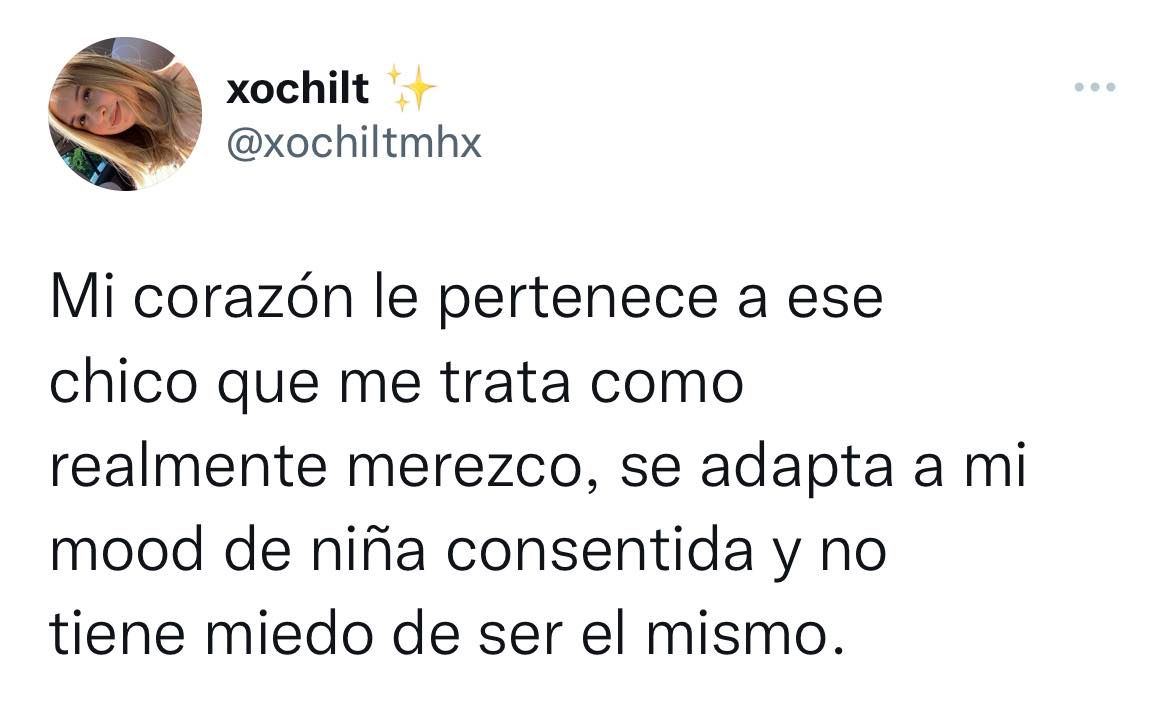 xochilt ✨
@xochiltmhx
Mi corazón le pertenece a ese
chico que me trata como
realmente merezco, se adapta a mi
mood de niña consentida y no
tiene miedo de ser el mismo.